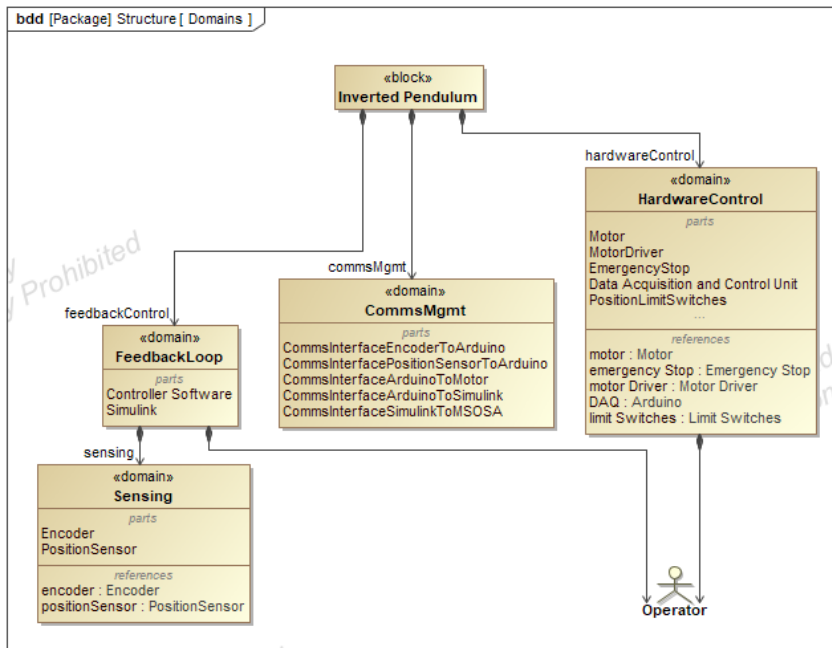 bdd [Package] Structure [ Domains ]
«block»
Inverted Pendulum
hardwareControl
«domain»
HardwareControl
parts
Motor
MotorDriver
EmergencyStop
Data Acquisition and Control Unit
PositionLimitSwitches
...
references
motor : Motor
emergency Stop : Emergency Stop
motor Driver : Motor Driver
DAQ : Arduino
limit Switches : Limit Switches
commsMgmt
«domain»
CommsMgmt
parts
CommsInterfaceEncoderToArduino
CommsInterfacePositionSensorToArduino
CommsInterfaceArduinoToMotor
CommsInterfaceArduinoToSimulink
CommsInterfaceSimulinkToMSOSA
feedbackControl
«domain»
FeedbackLoop
parts
Controller Software
Simulink
sensing
«domain»
Sensing
parts
Encoder
PositionSensor
references
encoder : Encoder
positionSensor : PositionSensor
Operator
Prohibited